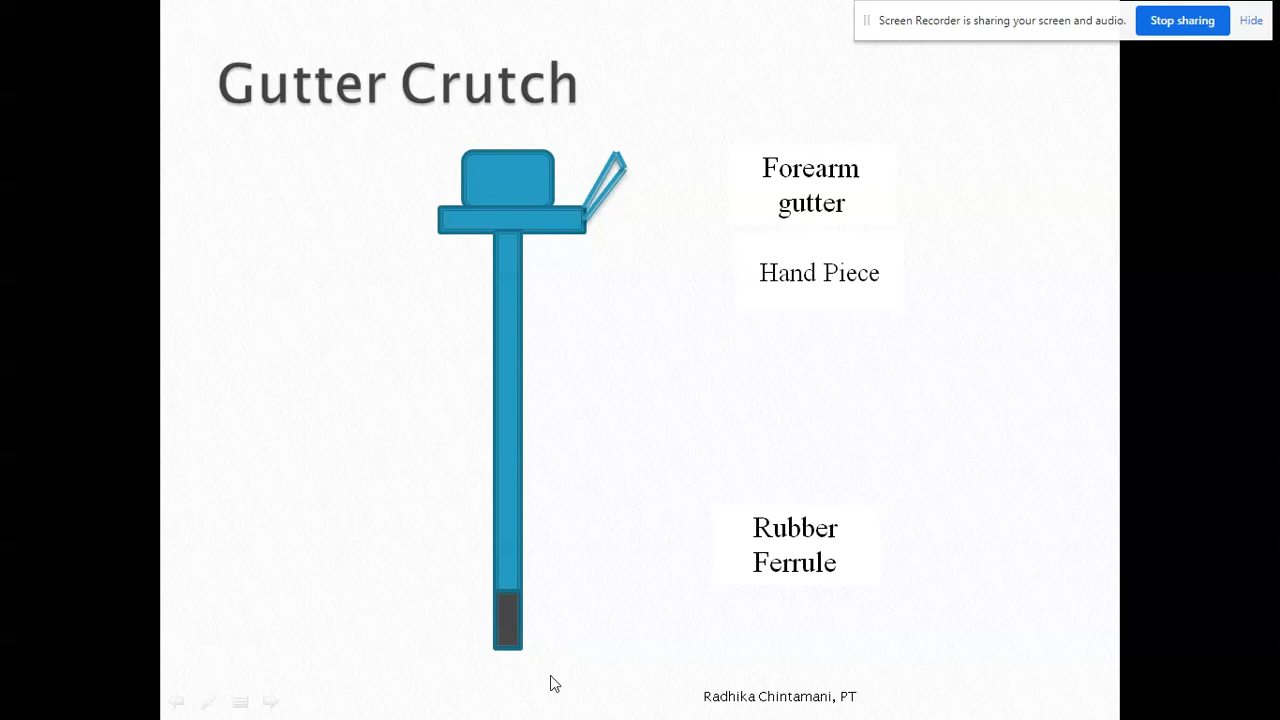 Screen Recorder is sharing your screen and audio.
Stop sharing
Hide
Gutter Crutch
Forearm
gutter
Hand Piece
Rubber
Ferrule
Radhika Chintamani, PT